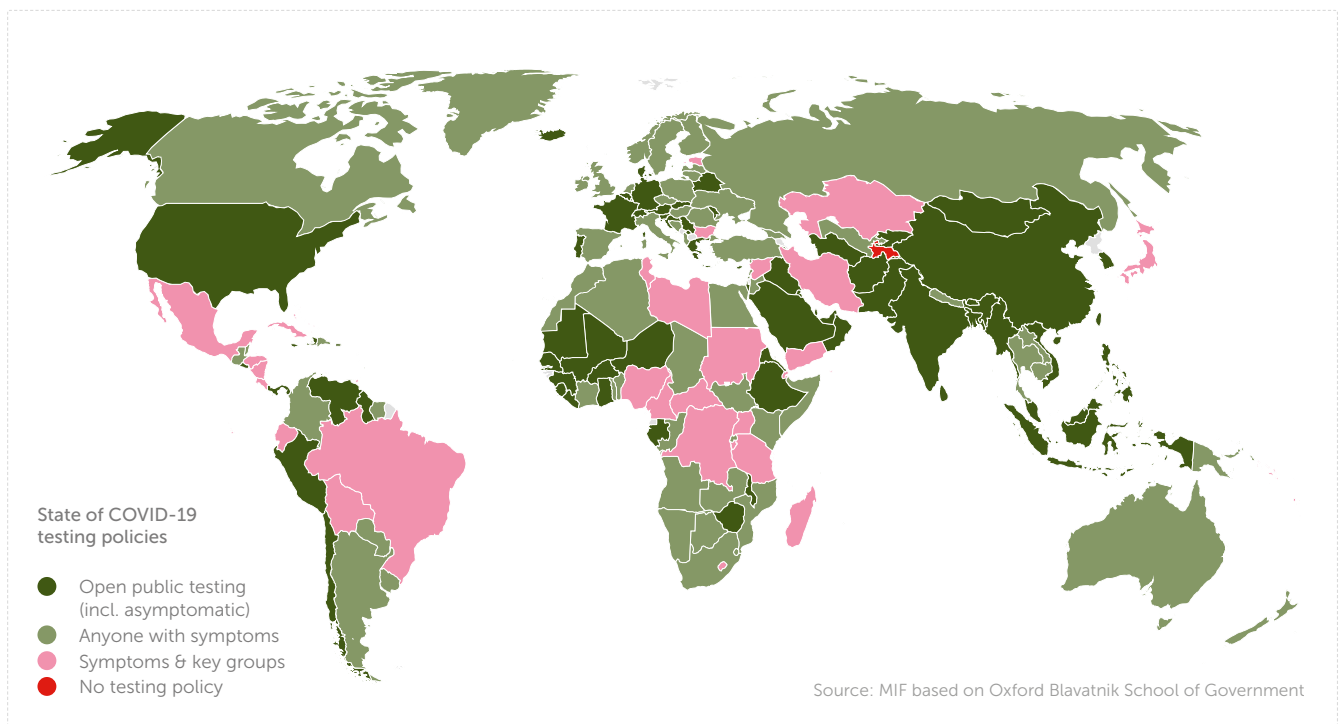 State of COVID-19
testing policies
Open public testing
(incl. asymptomatic)
Anyone with symptoms
Symptoms & key groups
No testing policy
Source: MIF based on Oxford Blavatnik School of Government